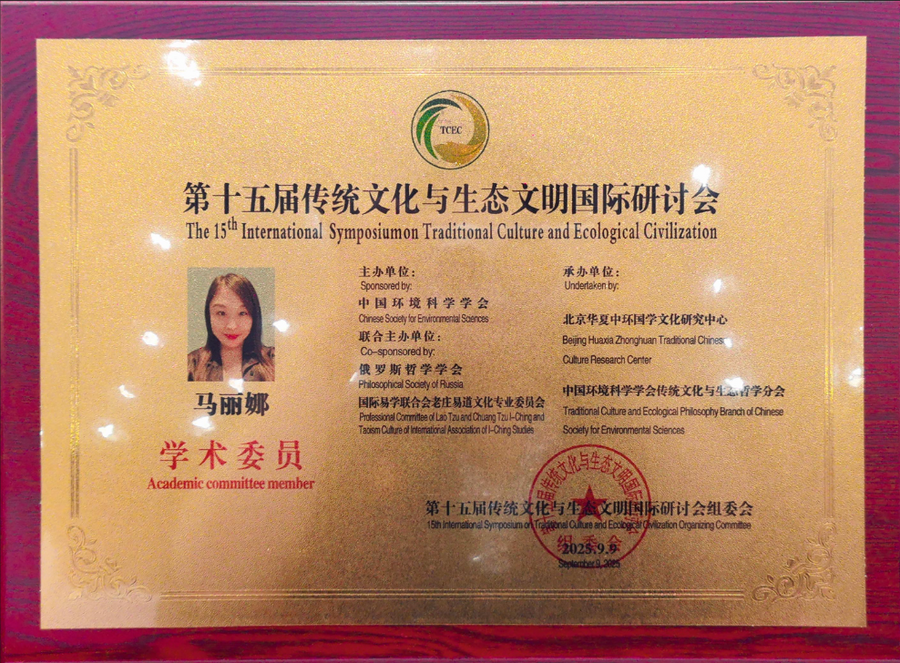 TCEC
第十五届传统文化与生态文明国际研讨会
The 15th International Symposiumon Traditional Culture and Ecological Civilization
主办单位：
Sponsored by:
中国环境科学学会
Chinese Society for Environmental Sciences
联合主办单位：
Co-sponsored by:
俄罗斯哲学学会
Philosophical Society of Russia
国际易学联合会老庄易道文化专业委员会
Professional Committee of Lao Tzu and Chuang Tzu I-Ching and
Taoism Culture of International Association of I-Ching Studies
承办单位：
Undertaken by:
北京华夏中环国学文化研究中心
Beijing Huaxia Zhonghuan Traditional Chinese
Culture Research Center
中国环境科学学会传统文化与生态哲学分会
Traditional Culture and Ecological Philosophy Branch of Chinese
Society for Environmental Sciences
马丽娜
学术委员
Academic committee member
第十五届传统文化与生态文明国际研讨会组委会
15th International Symposium on Traditional Culture and Ecological Civilization Organizing Committee
组委会
2025.9.9
September 9, 2025